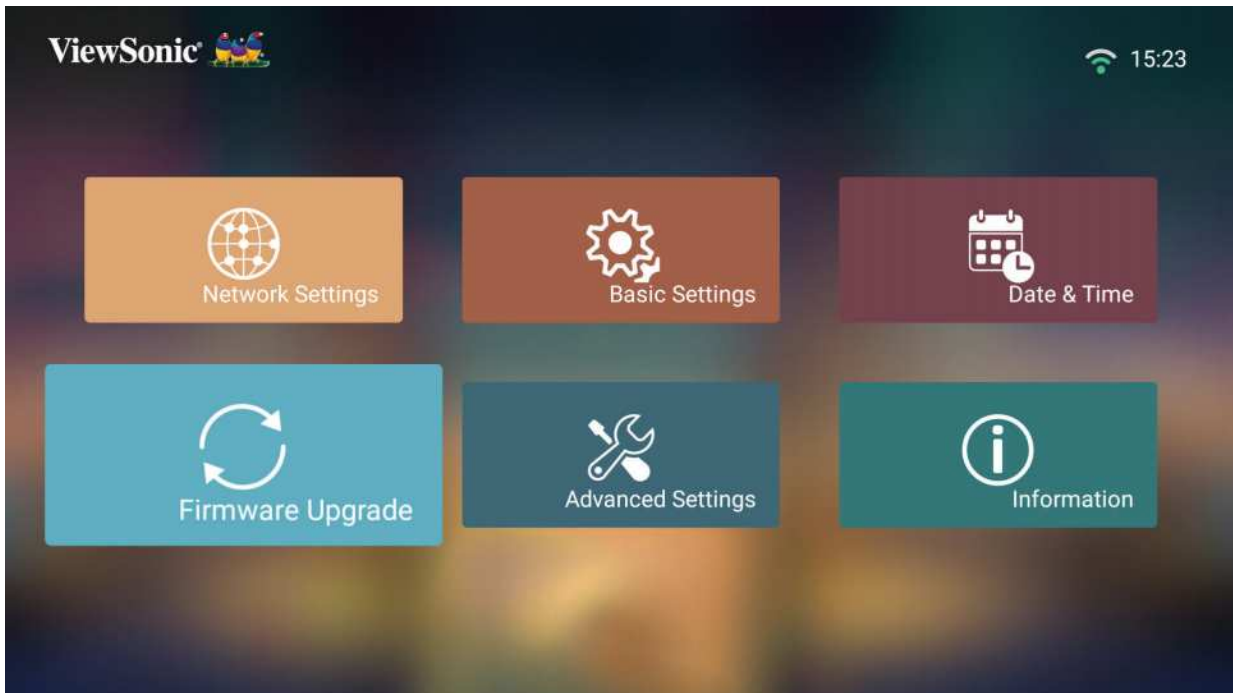 ViewSonic®
15:23
Network Settings
Basic Settings
Date & Time
Firmware Upgrade
Advanced Settings
Information